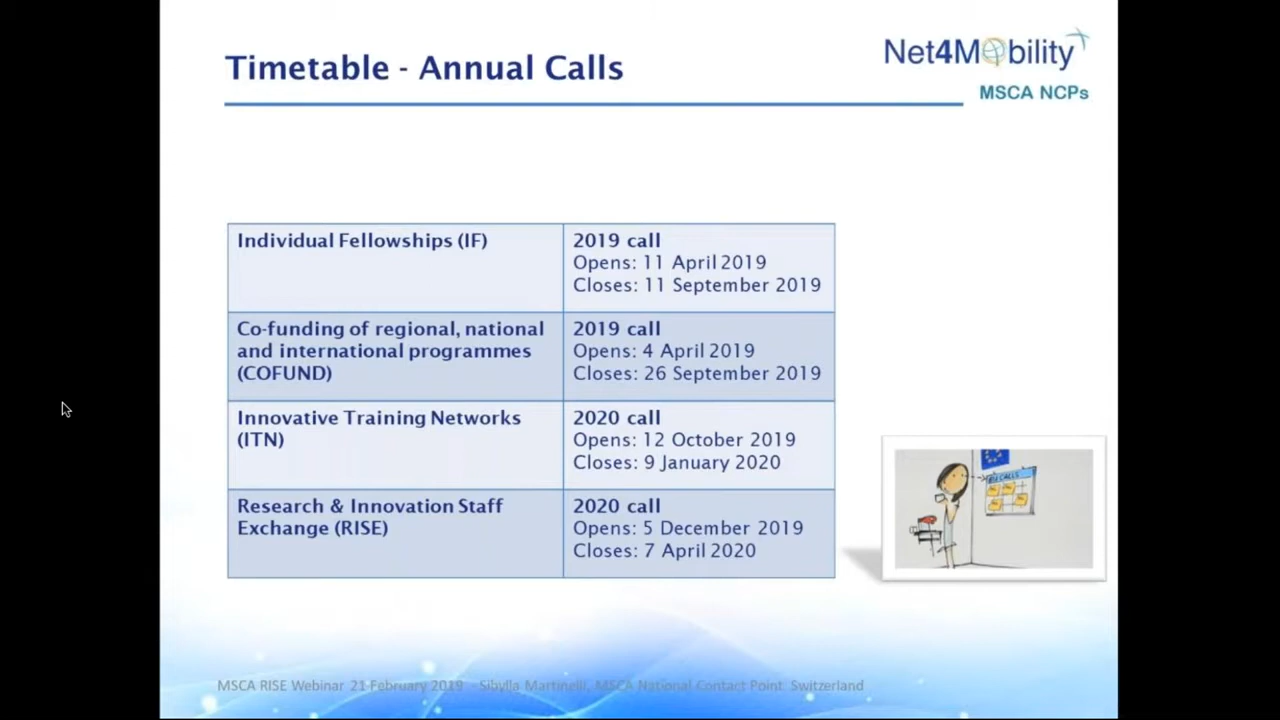 Timetable - Annual Calls
Net4Mobility
MSCA NCPs
Individual Fellowships (IF)
2019 call
Opens: 11 April 2019
Closes: 11 September 2019
Co-funding of regional, national
and international programmes
(COFUND)
2019 call
Opens: 4 April 2019
Closes: 26 September 2019
Innovative Training Networks
(ITN)
2020 call
Opens: 12 October 2019
Closes: 9 January 2020
Research & Innovation Staff
Exchange (RISE)
2020 call
Opens: 5 December 2019
Closes: 7 April 2020
MSCA RISE Webinar 21 February 2019 - Sibylla Martinelli, MSCA National Contact Point Switzerland